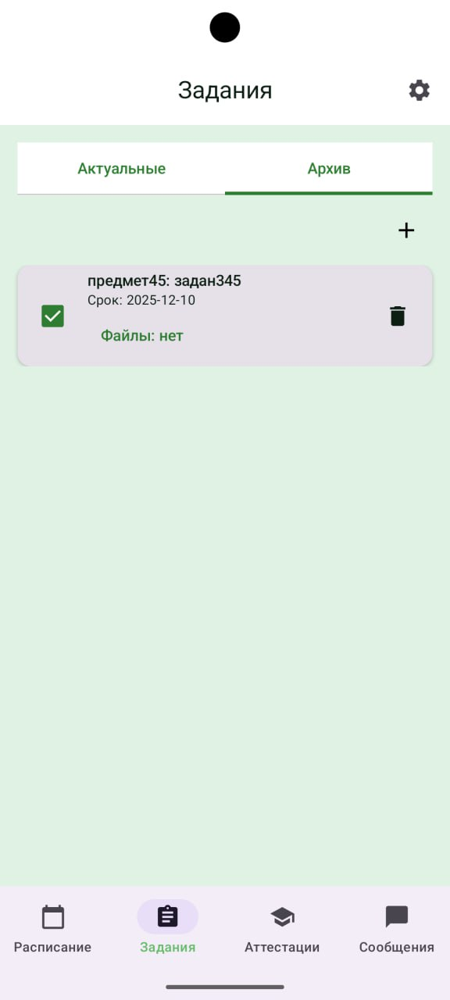 Задания
Актуальные Архив
предмет45: задан345
Срок: 2025-12-10
Файлы: нет
Расписание Задания Аттестации Сообщения